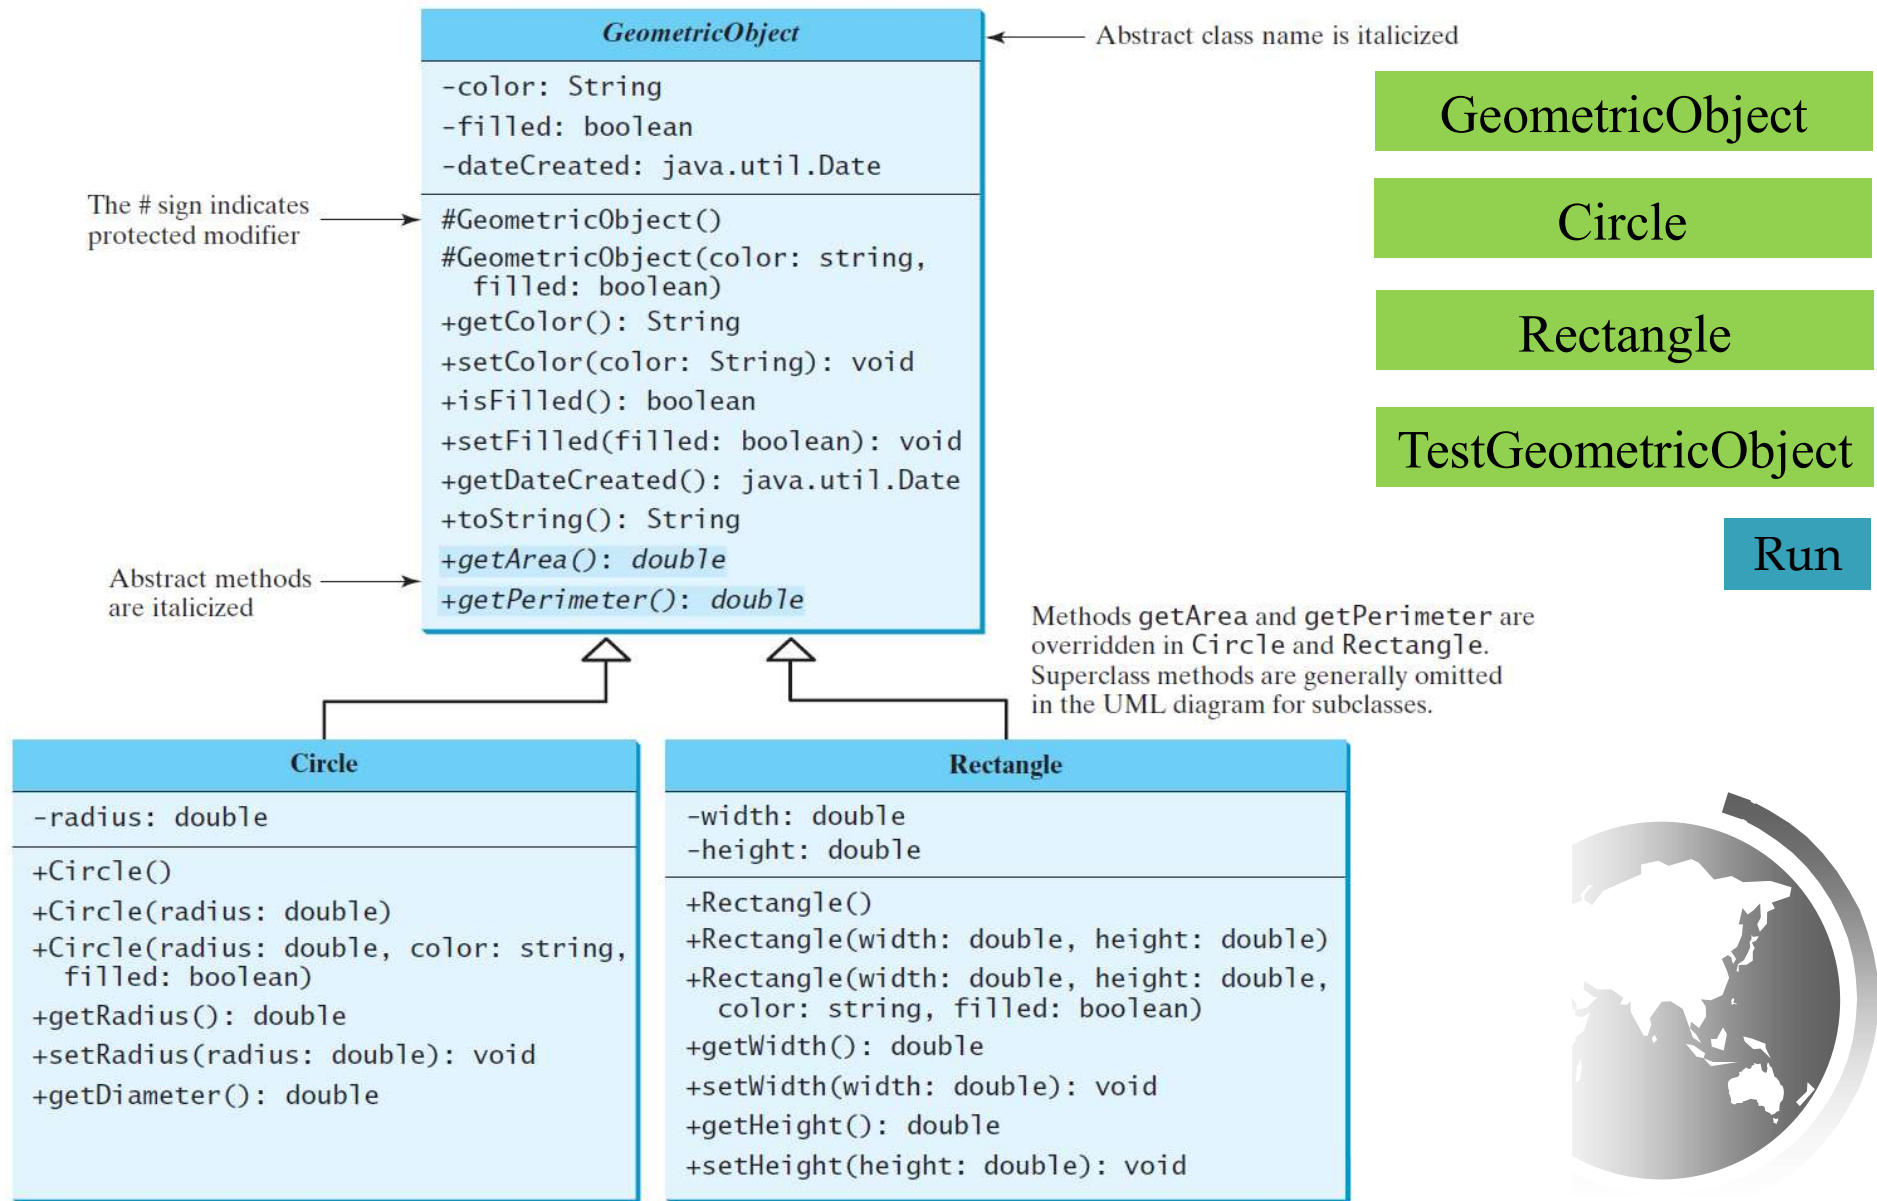 GeometricObject
Abstract class name is italicized
-color: String
-filled: boolean
-dateCreated: java.util.Date
The # sign indicates
protected modifier
#GeometricObject()
#GeometricObject(color: string,
filled: boolean)
+getColor(): String
+setColor(color: String): void
+isFilled(): boolean
+setFilled(filled: boolean): void
+getDateCreated(): java.util.Date
+toString(): String
+getArea(): double
+getPerimeter(): double
Abstract methods
are italicized
GeometricObject
Circle
Rectangle
TestGeometricObject
Run
Methods getArea and getPerimeter are
overridden in Circle and Rectangle.
Superclass methods are generally omitted
in the UML diagram for subclasses.
Circle
-radius: double
+Circle()
+Circle(radius: double)
+Circle(radius: double, color: string,
filled: boolean)
+getRadius(): double
+setRadius(radius: double): void
+getDiameter(): double
Rectangle
-width: double
-height: double
+Rectangle()
+Rectangle(width: double, height: double)
+Rectangle(width: double, height: double,
color: string, filled: boolean)
+getWidth(): double
+setWidth(width: double): void
+getHeight(): double
+setHeight(height: double): void